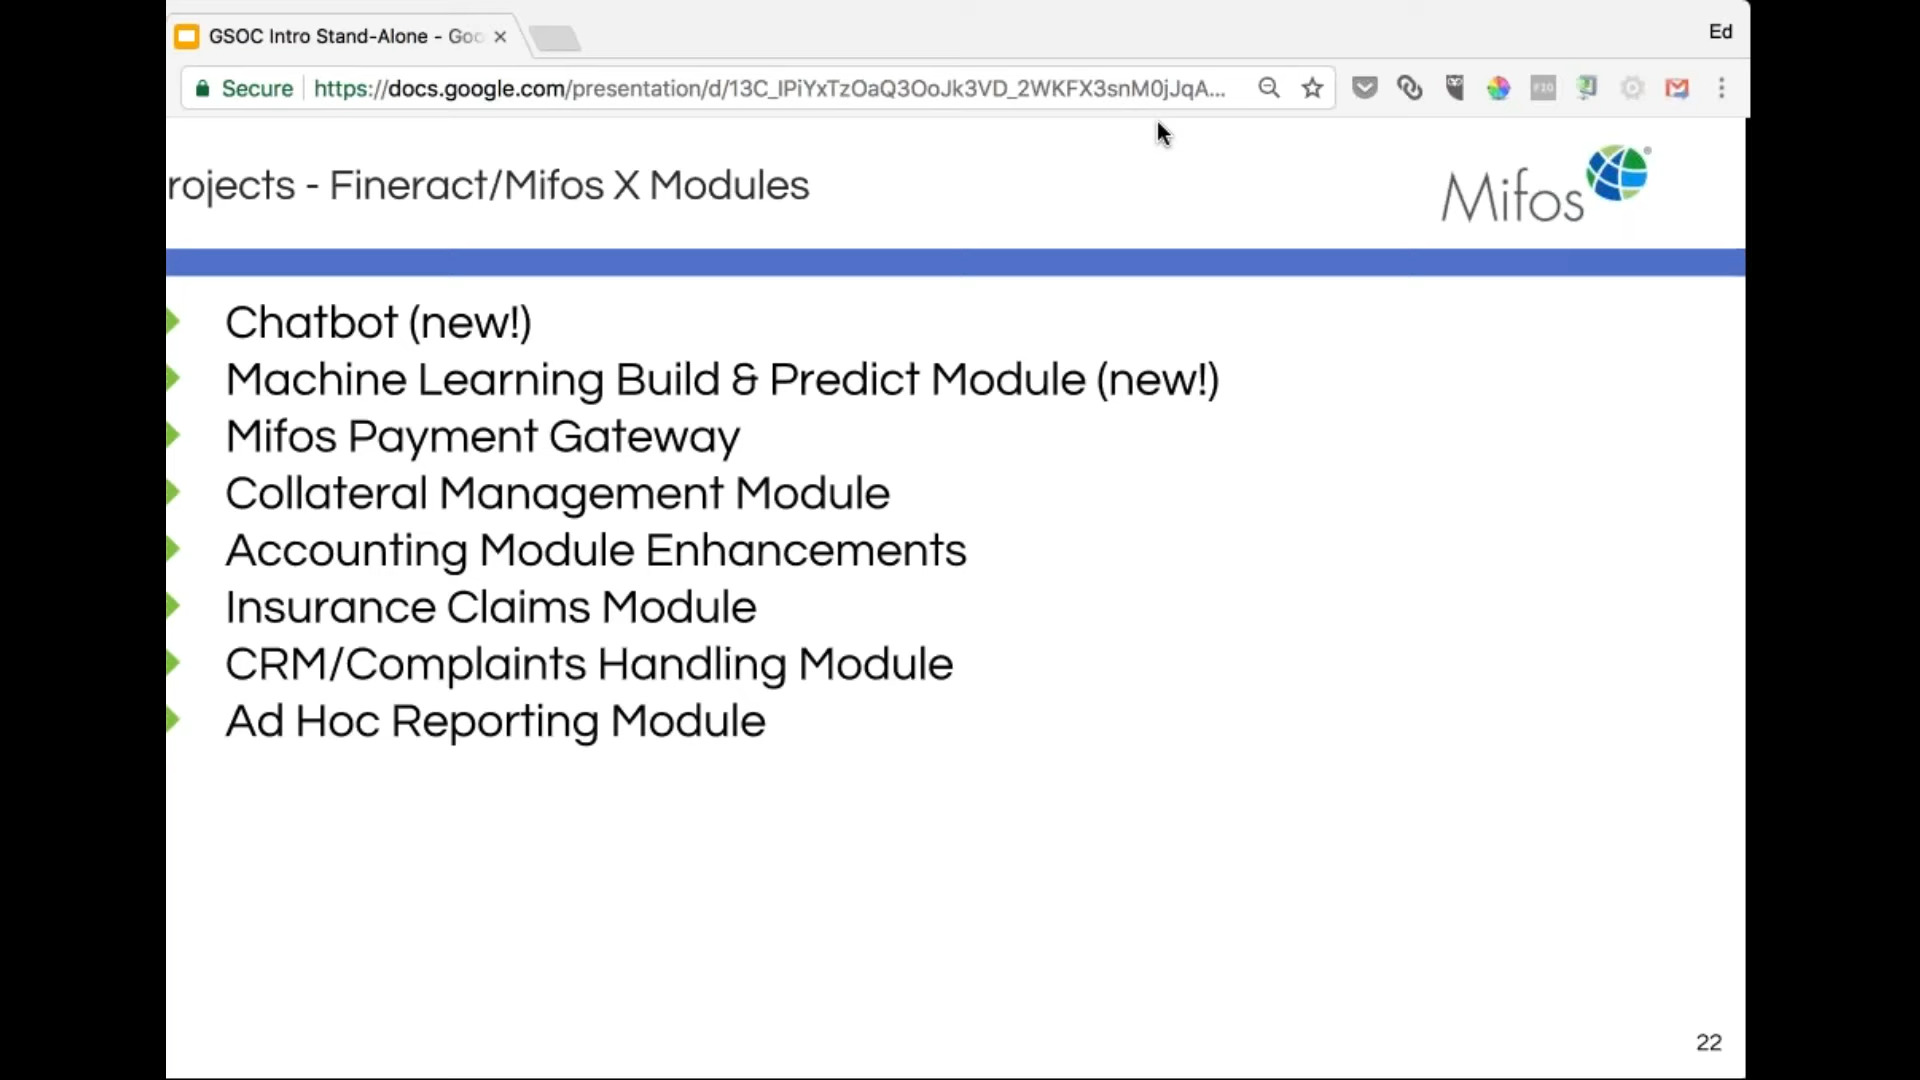 GSOC Intro Stand-Alone - Goo
Ed
Secure https://docs.google.com/presentation/d/13C_IPiYxTzOaQ3OoJk3VD_2WKFX3snM0jJqA...
rojects - Fineract/Mifos X Modules
Mifos
Chatbot (new!)
Machine Learning Build & Predict Module (new!)
Mifos Payment Gateway
Collateral Management Module
Accounting Module Enhancements
Insurance Claims Module
CRM/Complaints Handling Module
Ad Hoc Reporting Module
22